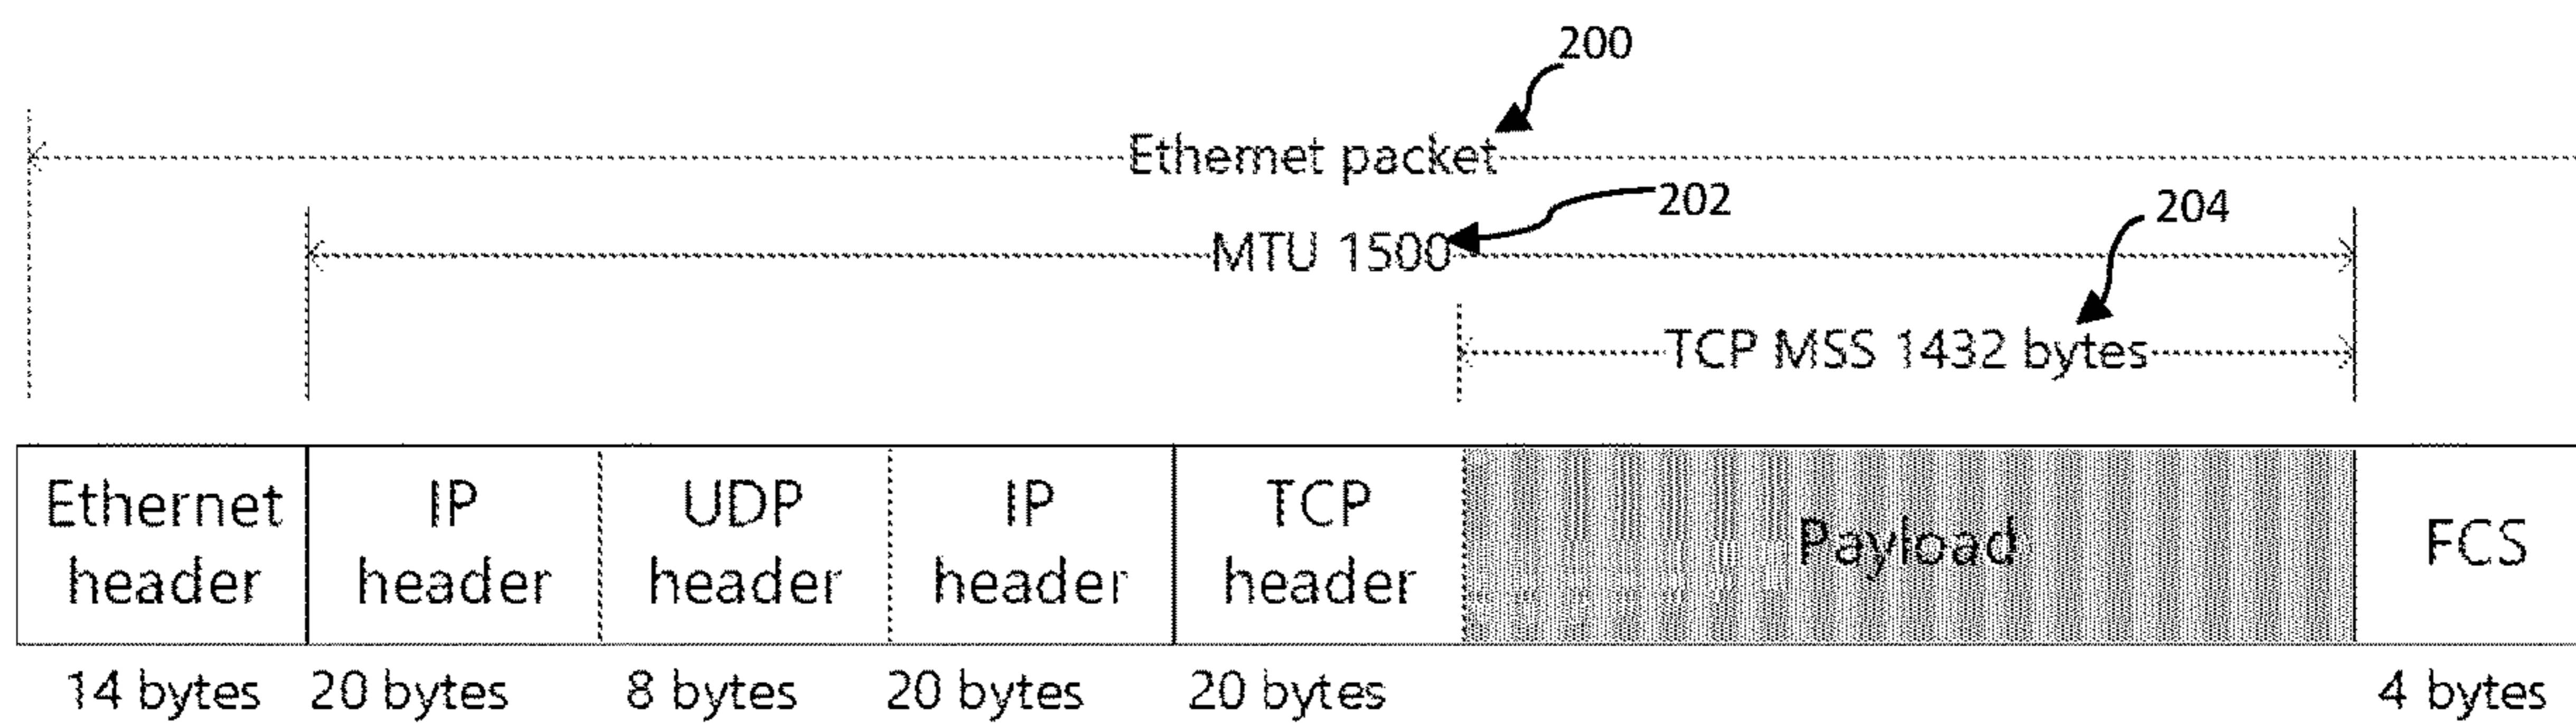 200
Ethernet packet
202
MTU 1500
204
TCP MSS 1432 bytes
Ethernet header
IP header
UDP header
IP header
TCP header
Payload
FCS
14 bytes
20 bytes
8 bytes
20 bytes
20 bytes
4 bytes